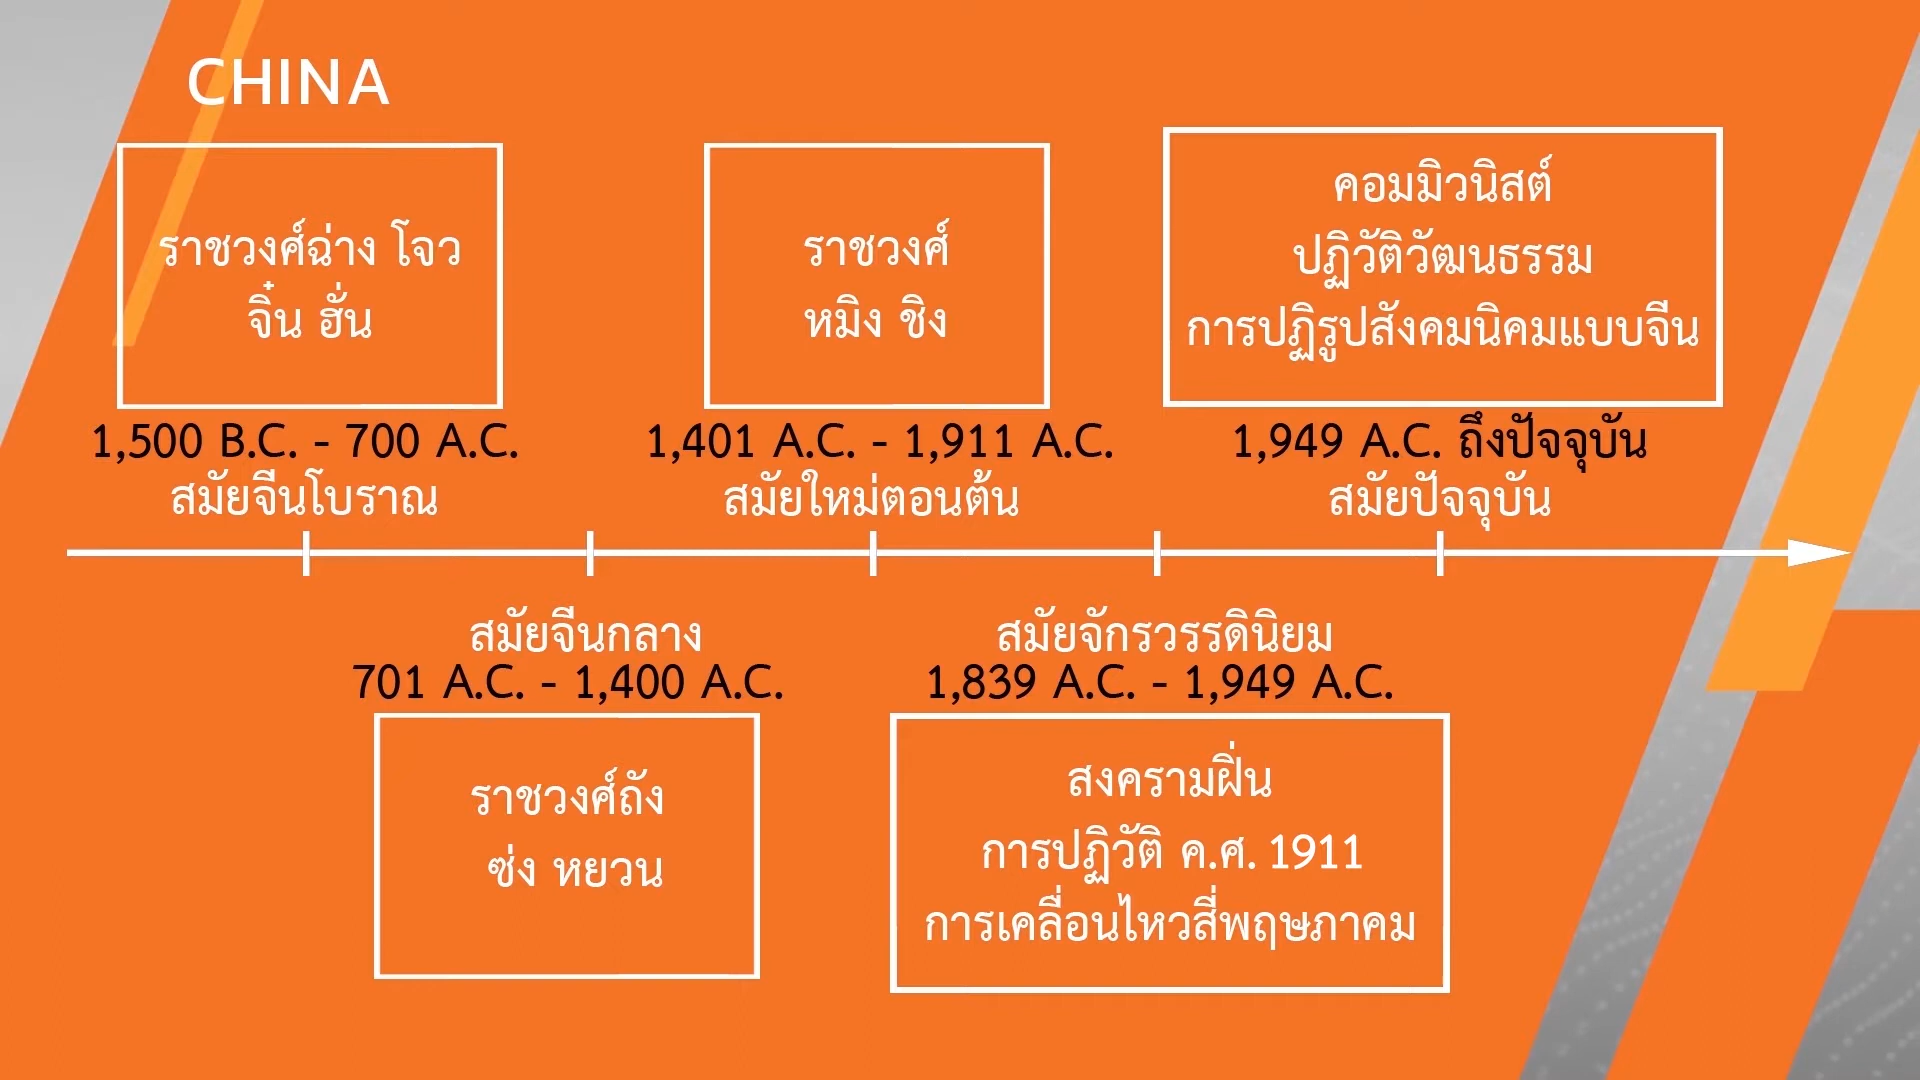 CHINA
ราชวงศ์ฉ่าง โจว
จิ๋น ฮั่น
1,500 B.C. - 700 A.C.
สมัยจีนโบราณ
ราชวงศ์
หมิง ชิง
1,401 A.C. - 1,911 A.C.
สมัยใหม่ตอนต้น
คอมมิวนิสต์
ปฏิวัติวัฒนธรรม
การปฏิรูปสังคมนิคมแบบจีน
1,949 A.C. ถึงปัจจุบัน
สมัยปัจจุบัน
สมัยจีนกลาง
701 A.C. - 1,400 A.C.
ราชวงศ์ถัง
ซ่ง หยวน
สมัยจักรวรรดินิยม
1,839 A.C. - 1,949 A.C.
สงครามฝิ่น
การปฏิวัติ ค.ศ. 1911
การเคลื่อนไหวสี่พฤษภาคม